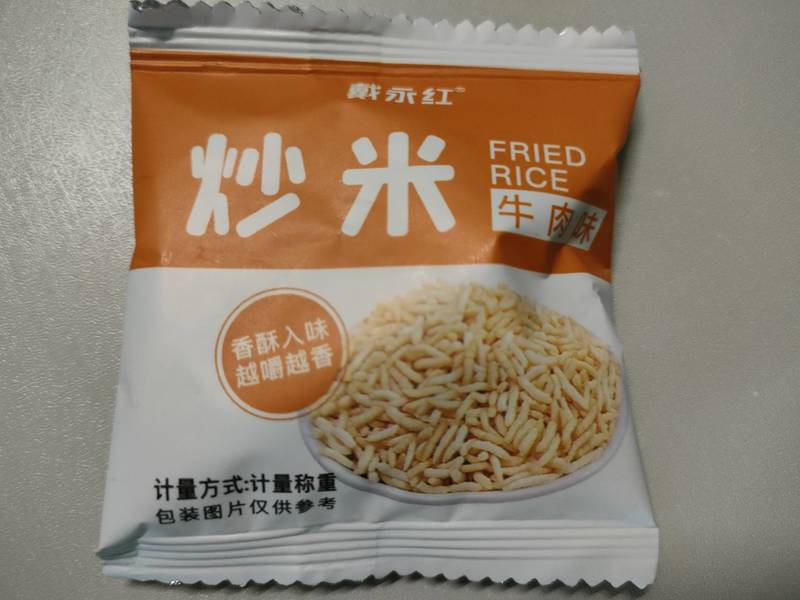 戴永红®
炒米
FRIED
RICE
牛肉味
香酥入味
越嚼越香
计量方式:计量称重
包装图片仅供参考